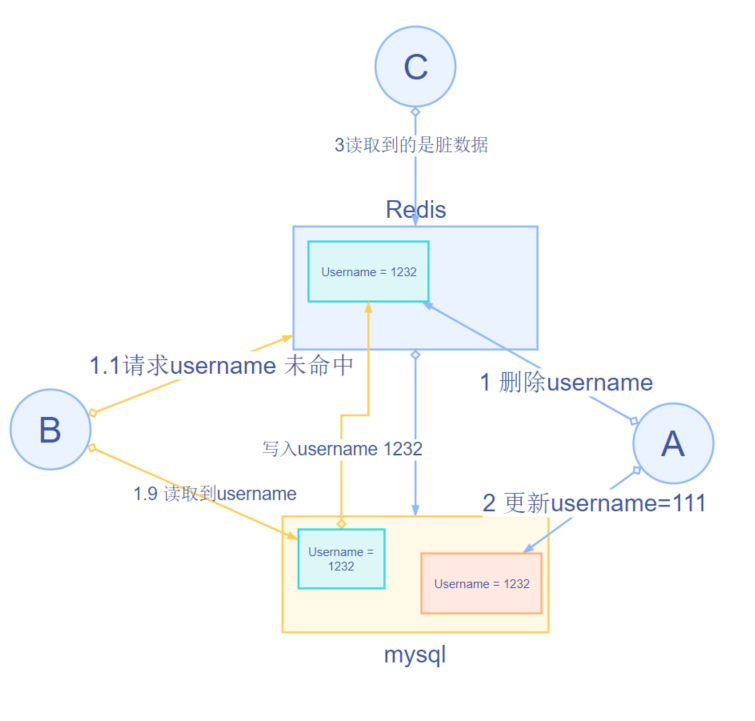 C
3读取到的是脏数据
Redis
Username = 1232
1.1请求username 未命中
1 删除username
B
A
写入username 1232
1.9 读取到username
2 更新username=111
Username =
1232
Username = 1232
mysql